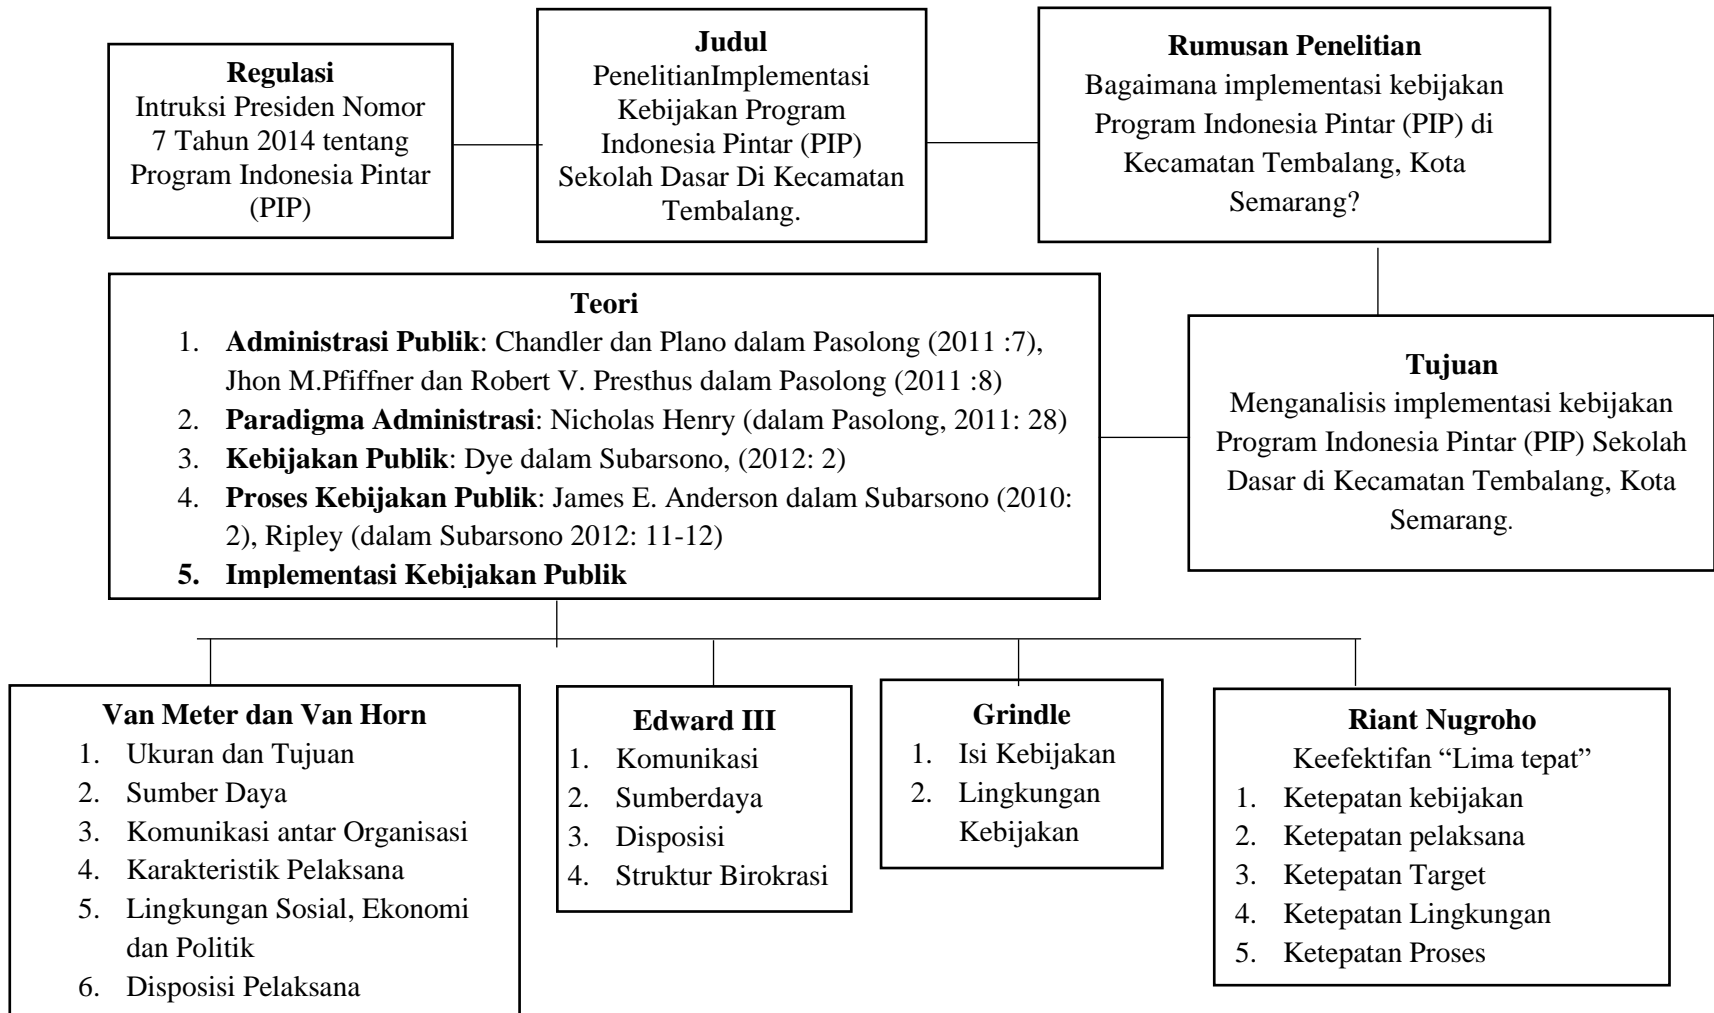 Regulasi
Intruksi Presiden Nomor
7 Tahun 2014 tentang
Program Indonesia Pintar
(PIP)
Judul
PenelitianImplementasi
Kebijakan Program
Indonesia Pintar (PIP)
Sekolah Dasar Di Kecamatan
Tembalang.
Rumusan Penelitian
Bagaimana implementasi kebijakan
Program Indonesia Pintar (PIP) di
Kecamatan Tembalang, Kota
Semarang?
Teori
1. Administrasi Publik: Chandler dan Plano dalam Pasolong (2011 :7),
Jhon M.Pfiffner dan Robert V. Presthus dalam Pasolong (2011 :8)
2. Paradigma Administrasi: Nicholas Henry (dalam Pasolong, 2011: 28)
3. Kebijakan Publik: Dye dalam Subarsono, (2012: 2)
4. Proses Kebijakan Publik: James E. Anderson dalam Subarsono (2010:
2), Ripley (dalam Subarsono 2012: 11-12)
5. Implementasi Kebijakan Publik
Tujuan
Menganalisis implementasi kebijakan
Program Indonesia Pintar (PIP) Sekolah
Dasar di Kecamatan Tembalang, Kota
Semarang.
Van Meter dan Van Horn
1. Ukuran dan Tujuan
2. Sumber Daya
3. Komunikasi antar Organisasi
4. Karakteristik Pelaksana
5. Lingkungan Sosial, Ekonomi
dan Politik
6. Disposisi Pelaksana
Edward III
1. Komunikasi
2. Sumberdaya
3. Disposisi
4. Struktur Birokrasi
Grindle
1. Isi Kebijakan
2. Lingkungan
Kebijakan
Riant Nugroho
Keefektifan “Lima tepat”
1. Ketepatan kebijakan
2. Ketepatan pelaksana
3. Ketepatan Target
4. Ketepatan Lingkungan
5. Ketepatan Proses